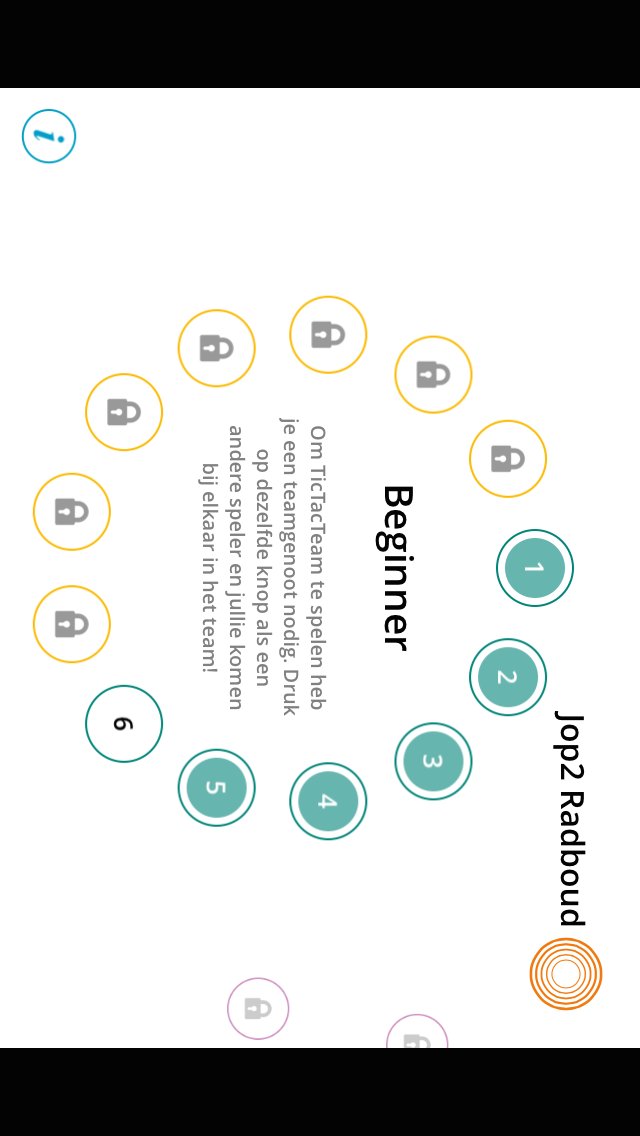 Jop2 Radboud
1
2
3
4
5
6
Beginner
Om TicTacTeam te spelen heb
je een teamgenoot nodig. Druk
op dezelfde knop als een
andere speler en jullie komen
bij elkaar in het team!
i